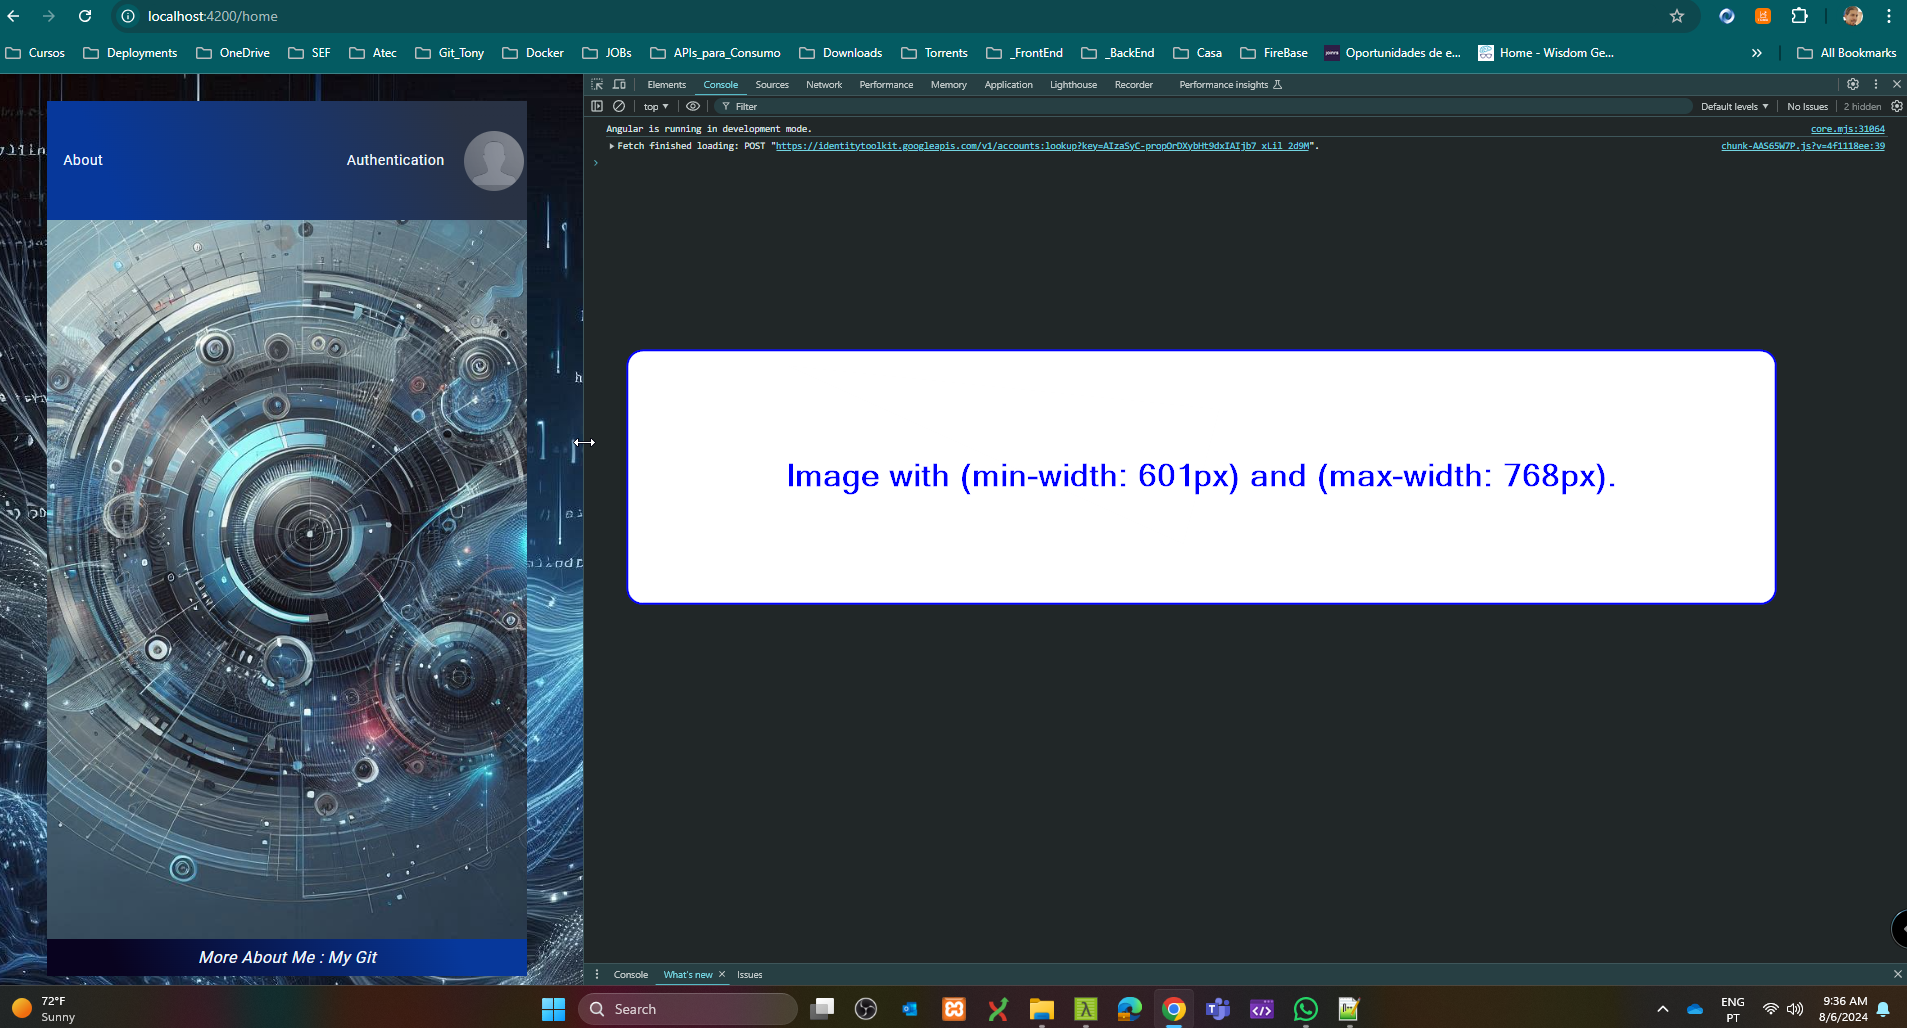 localhost:4200/home
Cursos Deployments OneDrive SEF Atec Git_Tony Docker JOBs APIs_para_Consumo Downloads Torrents _FrontEnd _BackEnd Casa FireBase Oportunidades de e... Home - Wisdom Ge... All Bookmarks
Elements Console Sources Network Performance Memory Application Lighthouse Recorder Performance insights
top Filter Default levels No Issues 2 hidden
Angular is running in development mode. core.mjs:31064
Fetch finished loading: POST "https://identitytoolkit.googleapis.com/v1/accounts:lookup?key=AIzaSyC-propOrDXybHt9dxIAIjb7_xLil_2d9M". chunk-AAS65W7P.js?v=4f1118ee:39
About Authentication
Image with (min-width: 601px) and (max-width: 768px).
More About Me : My Git
Console What's new Issues
72°F
Sunny
Search
ENG
PT
9:36 AM
8/6/2024